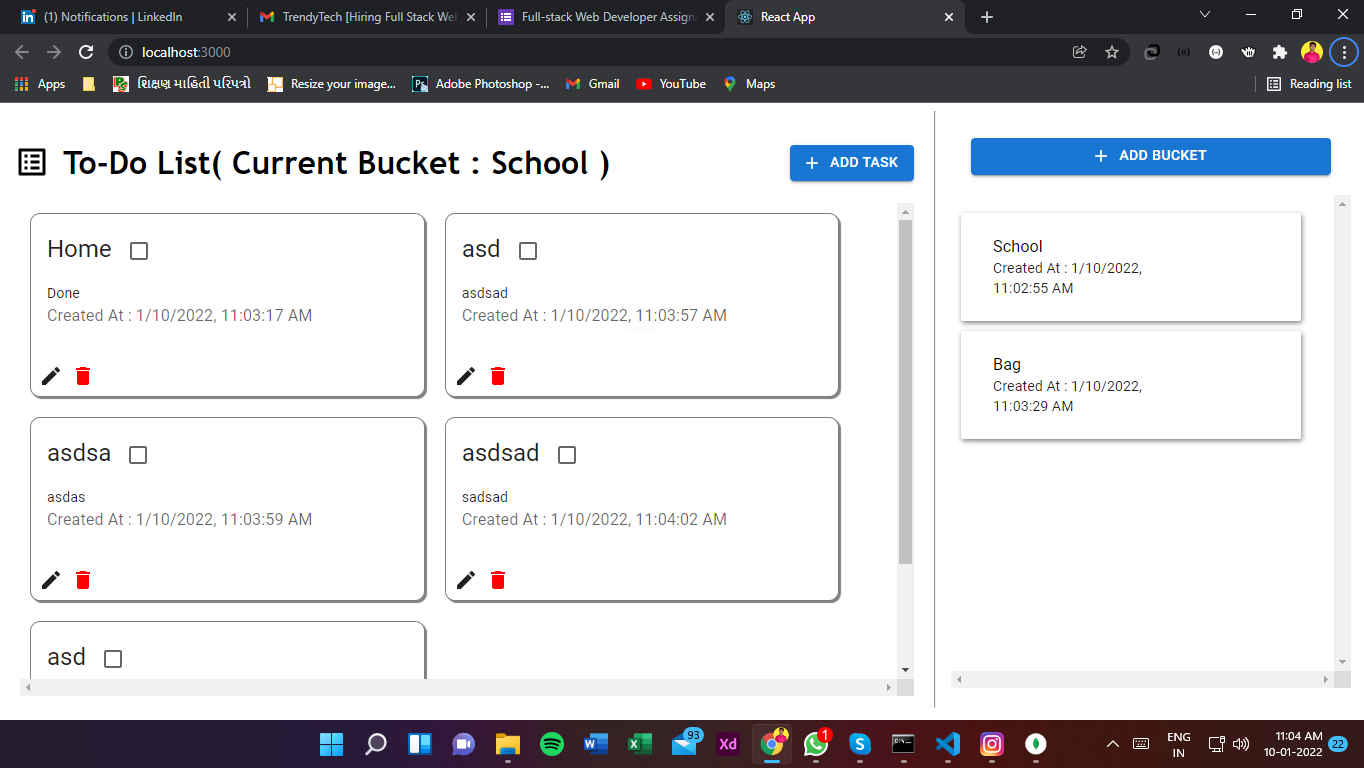 (1) Notifications | LinkedIn
TrendyTech [Hiring Full Stack Web
Full-stack Web Developer Assign
React App
localhost:3000
Apps
શિક્ષણ માહિતી પરિપત્રો
Resize your image...
Adobe Photoshop -...
Gmail
YouTube
Maps
Reading list
To-Do List( Current Bucket : School )
ADD TASK
ADD BUCKET
Home
Done
Created At : 1/10/2022, 11:03:17 AM
asd
asdsad
Created At : 1/10/2022, 11:03:57 AM
asdsa
asdas
Created At : 1/10/2022, 11:03:59 AM
asdsad
sadsad
Created At : 1/10/2022, 11:04:02 AM
asd
School
Created At : 1/10/2022,
11:02:55 AM
Bag
Created At : 1/10/2022,
11:03:29 AM
93
Xd
1
ENG
IN
11:04 AM
10-01-2022
22